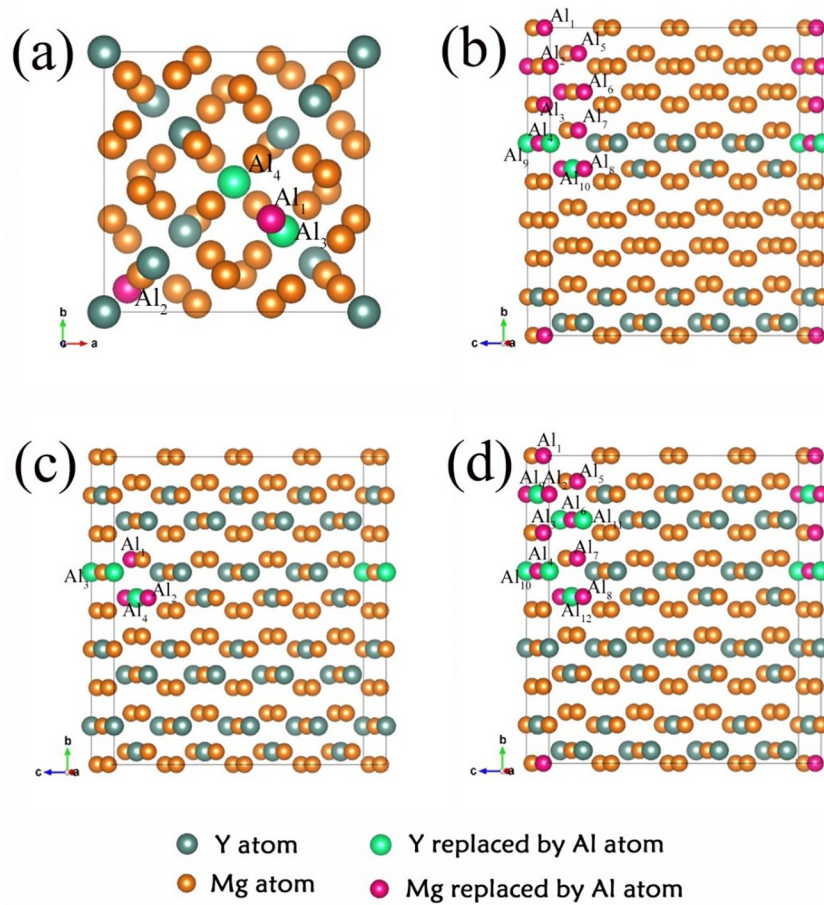 (a)
Al₄
Al₁
Al₃
Al₂
b
c a
(b)
Al₁
Al₅
Al₂
Al₆
Al₃
Al₇
Al₄
Al₉
Al₈
Al₁₀
b
c a
(c)
Al₁
Al₃
Al₂
Al₄
b
c a
(d)
Al₁
Al₅
Al₂
Al₆
Al₁₁
Al₄
Al₇
Al₁₀
Al₈
Al₁₂
b
c a
Y atom
Y replaced by Al atom
Mg atom
Mg replaced by Al atom